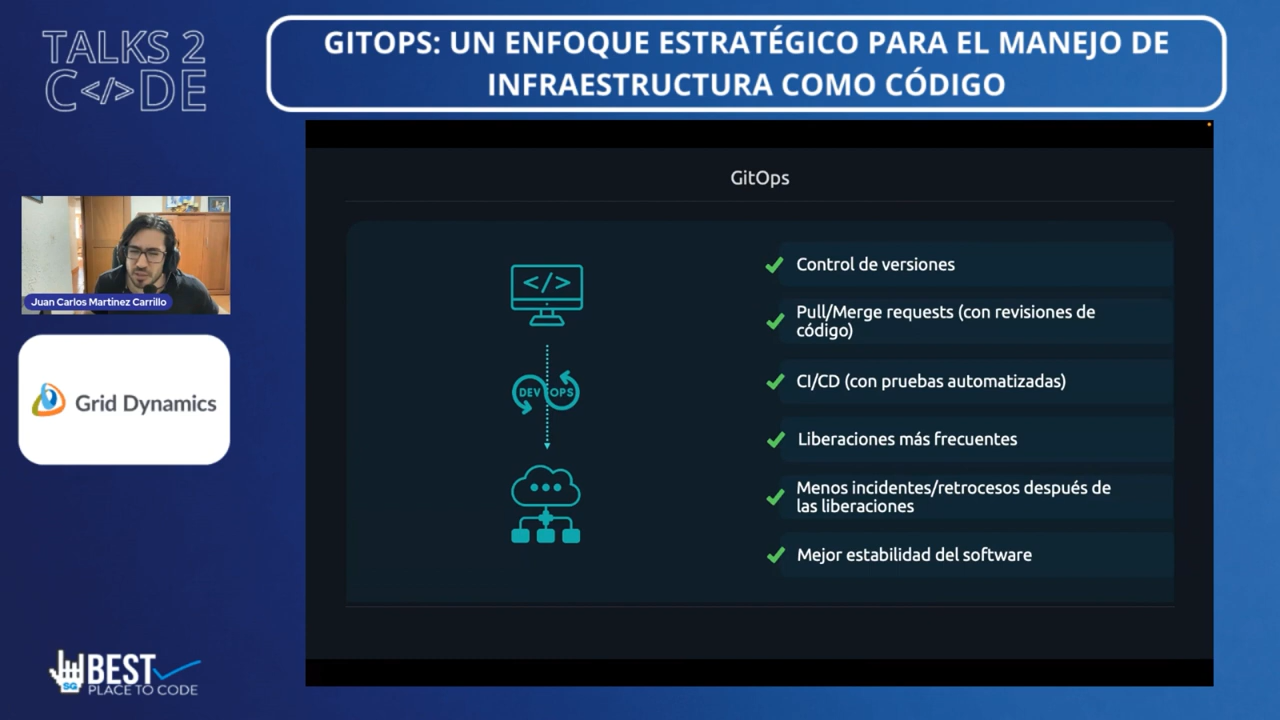 TALKS 2
C</>DE
GITOPS: UN ENFOQUE ESTRATÉGICO PARA EL MANEJO DE
INFRAESTRUCTURA COMO CÓDIGO
Juan Carlos Martínez Carrillo
Grid Dynamics
SG
BEST
PLACE TO CODE
GitOps
</>
DEV OPS
Control de versiones
Pull/Merge requests (con revisiones de
código)
CI/CD (con pruebas automatizadas)
Liberaciones más frecuentes
Menos incidentes/retrocesos después de
las liberaciones
Mejor estabilidad del software